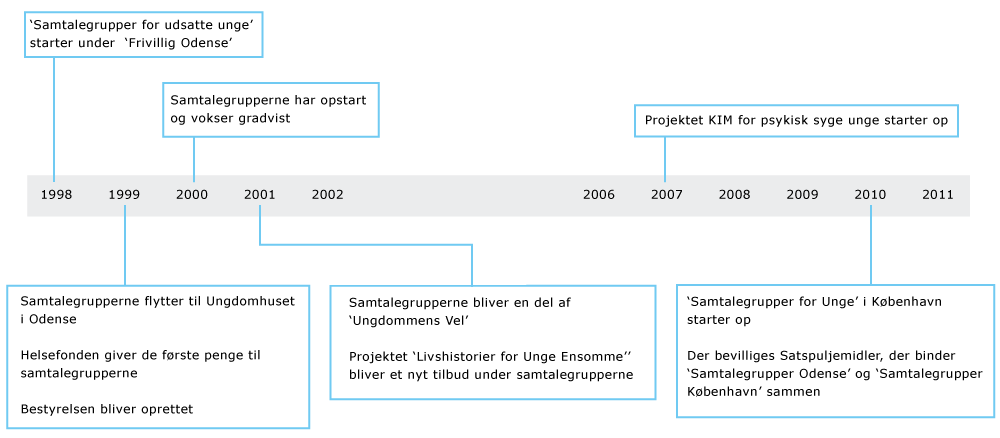 ‘Samtalegrupper for udsatte unge’
starter under ‘Frivillig Odense’
Samtalegrupperne har opstart
og vokser gradvist
Projektet KIM for psykisk syge unge starter op
1998 1999 2000 2001 2002 2006 2007 2008 2009 2010 2011
Samtalegrupperne flytter til Ungdomhuset
i Odense
Helsefonden giver de første penge til
samtalegrupperne
Bestyrelsen bliver oprettet
Samtalegrupperne bliver en del af
‘Ungdommens Vel’
Projektet ‘Livshistorier for Unge Ensomme’’
bliver et nyt tilbud under samtalegrupperne
‘Samtalegrupper for Unge’ i København
starter op
Der bevilliges Satspuljemidler, der binder
‘Samtalegrupper Odense’ og ‘Samtalegrupper
København’ sammen